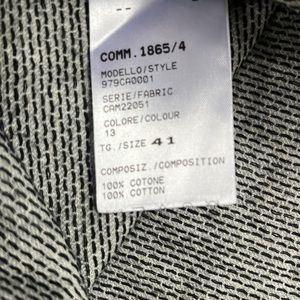 --
COMM.1865/4
MODELLO/STYLE
979CA0001
SERIE/FABRIC
CAM22051
COLORE/COLOUR
13
TG./SIZE 41
COMPOSIZ./COMPOSITION
100% COTONE
100% COTTON